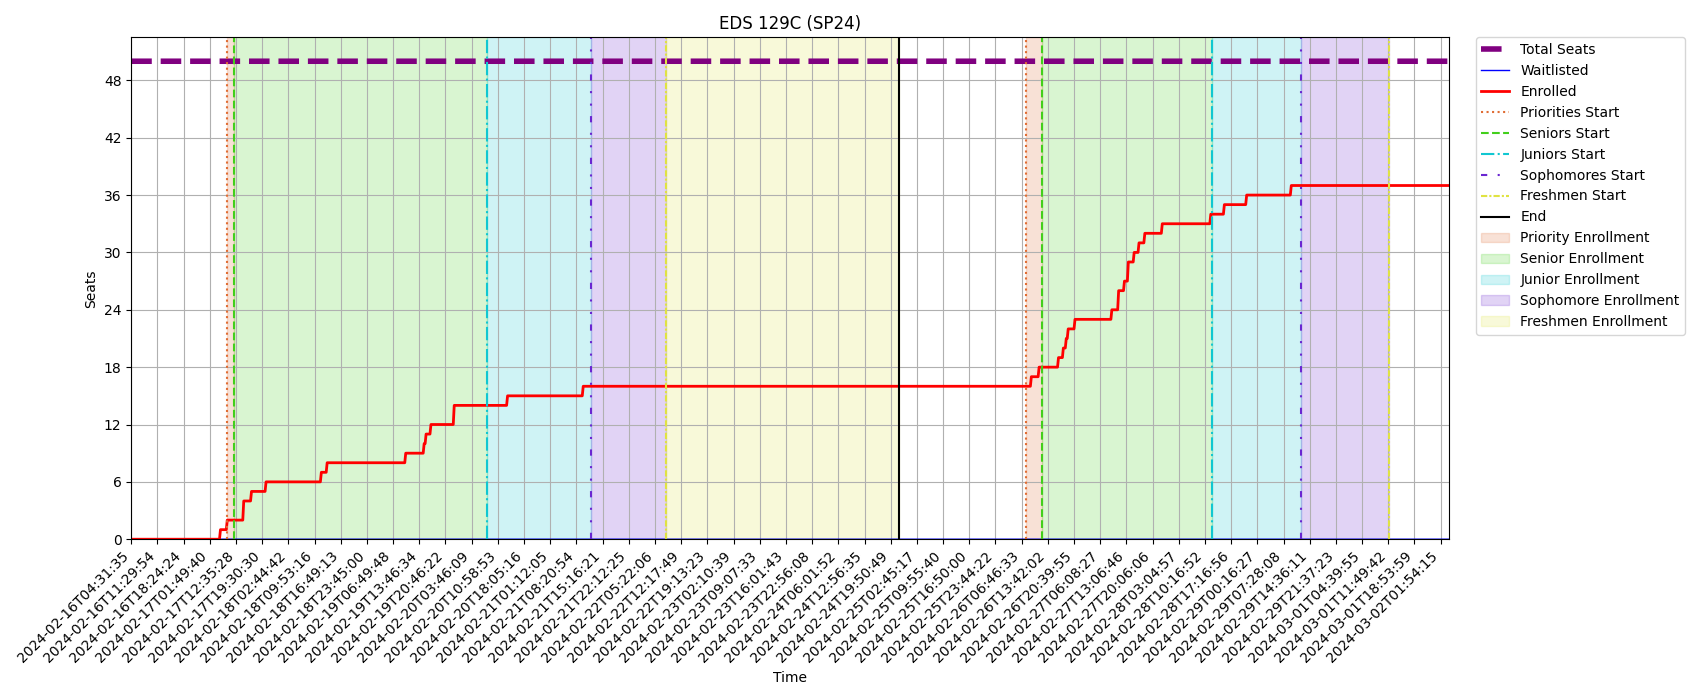 EDS 129C (SP24)
Seats
48
42
36
30
24
18
12
6
0
2024-02-16T04:31:35
2024-02-16T11:29:54
2024-02-16T18:24:24
2024-02-17T01:49:40
2024-02-17T12:35:28
2024-02-17T19:30:30
2024-02-18T02:44:42
2024-02-18T09:53:16
2024-02-18T16:49:13
2024-02-18T23:45:00
2024-02-19T06:49:48
2024-02-19T13:46:34
2024-02-19T20:46:22
2024-02-20T03:46:09
2024-02-20T10:58:53
2024-02-20T18:05:16
2024-02-21T01:12:05
2024-02-21T08:20:54
2024-02-21T15:16:21
2024-02-21T22:12:25
2024-02-22T05:22:06
2024-02-22T12:17:49
2024-02-22T19:13:23
2024-02-23T02:10:39
2024-02-23T09:07:33
2024-02-23T16:01:43
2024-02-23T22:56:08
2024-02-24T06:01:52
2024-02-24T12:56:35
2024-02-24T19:50:49
2024-02-25T02:45:17
2024-02-25T09:55:40
2024-02-25T16:50:00
2024-02-25T23:44:22
2024-02-26T06:46:33
2024-02-26T13:42:02
2024-02-26T20:39:55
2024-02-27T06:08:27
2024-02-27T13:06:46
2024-02-27T20:06:06
2024-02-28T03:04:57
2024-02-28T10:16:52
2024-02-28T17:16:56
2024-02-29T00:16:27
2024-02-29T07:28:08
2024-02-29T14:36:11
2024-02-29T21:37:23
2024-03-01T04:39:55
2024-03-01T11:49:42
2024-03-01T18:53:59
2024-03-02T01:54:15
Time
Total Seats
Waitlisted
Enrolled
Priorities Start
Seniors Start
Juniors Start
Sophomores Start
Freshmen Start
End
Priority Enrollment
Senior Enrollment
Junior Enrollment
Sophomore Enrollment
Freshmen Enrollment